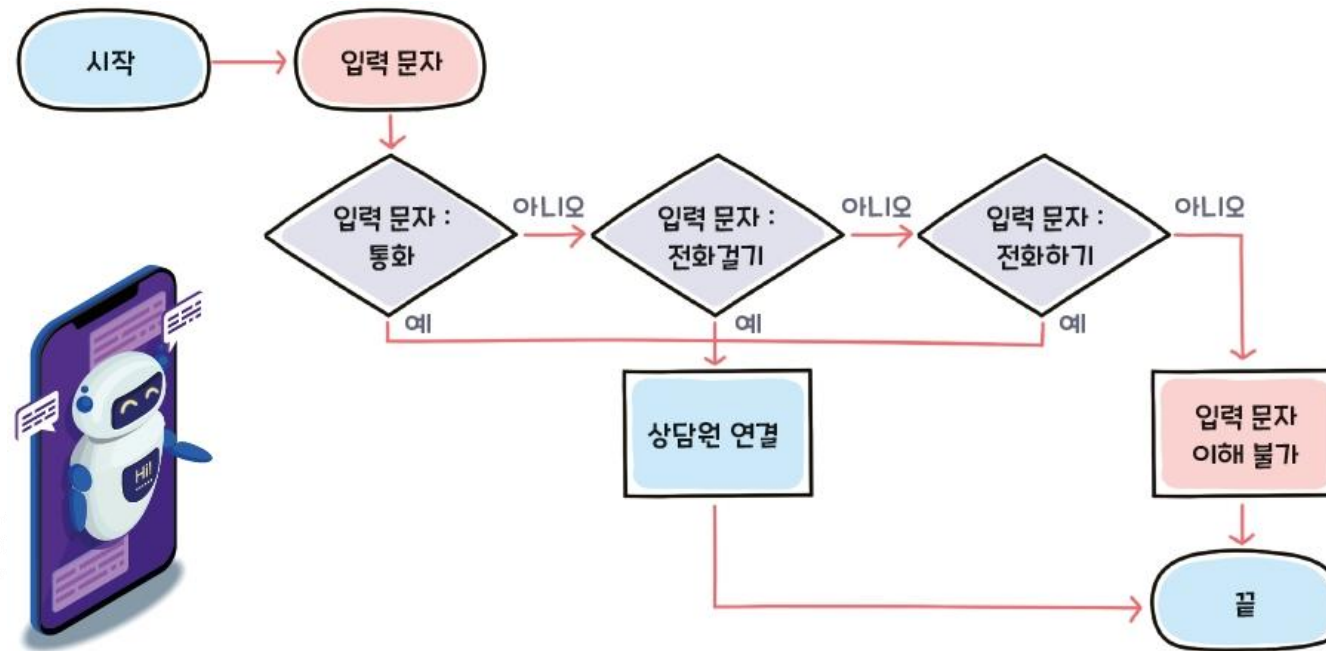 시작
입력 문자
입력 문자 :
통화
아니오
입력 문자 :
전화걸기
아니오
입력 문자 :
전화하기
아니오
예
예
예
상담원 연결
입력 문자
이해 불가
Hi!
끝